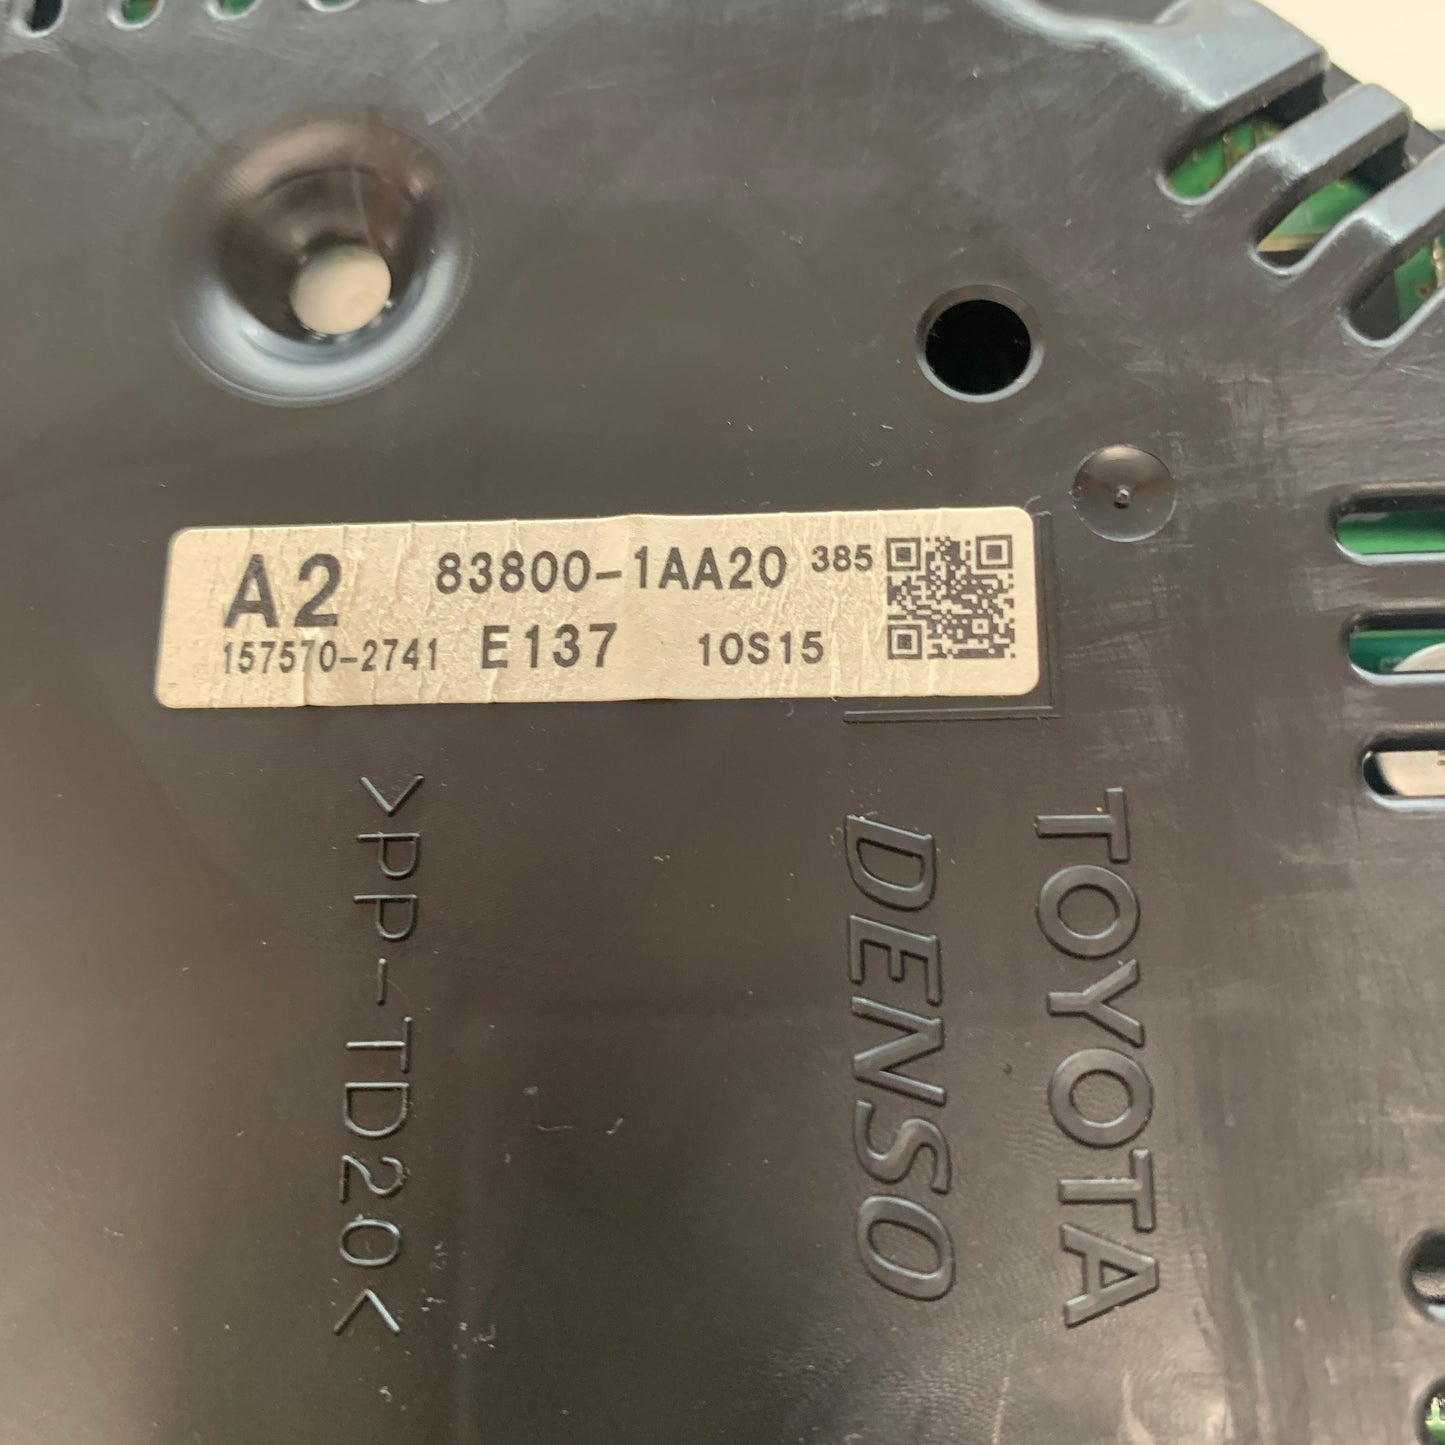 A2 83800-1AA20 385
157570-2741 E137 10S15
>PP-TD20<
DENSO
TOYOTA